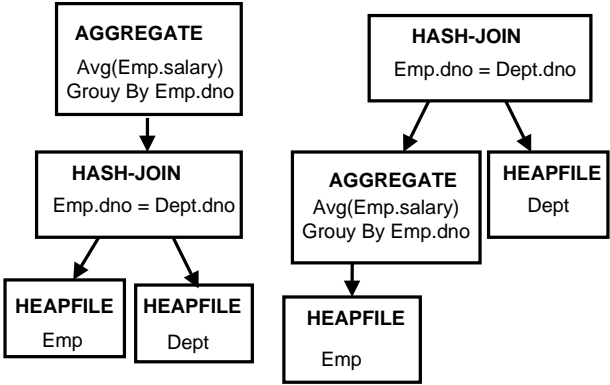 AGGREGATE
Avg(Emp.salary)
Grouy By Emp.dno
HASH-JOIN
Emp.dno = Dept.dno
HEAPFILE
Emp
HEAPFILE
Dept
HASH-JOIN
Emp.dno = Dept.dno
AGGREGATE
Avg(Emp.salary)
Grouy By Emp.dno
HEAPFILE
Dept
HEAPFILE
Emp